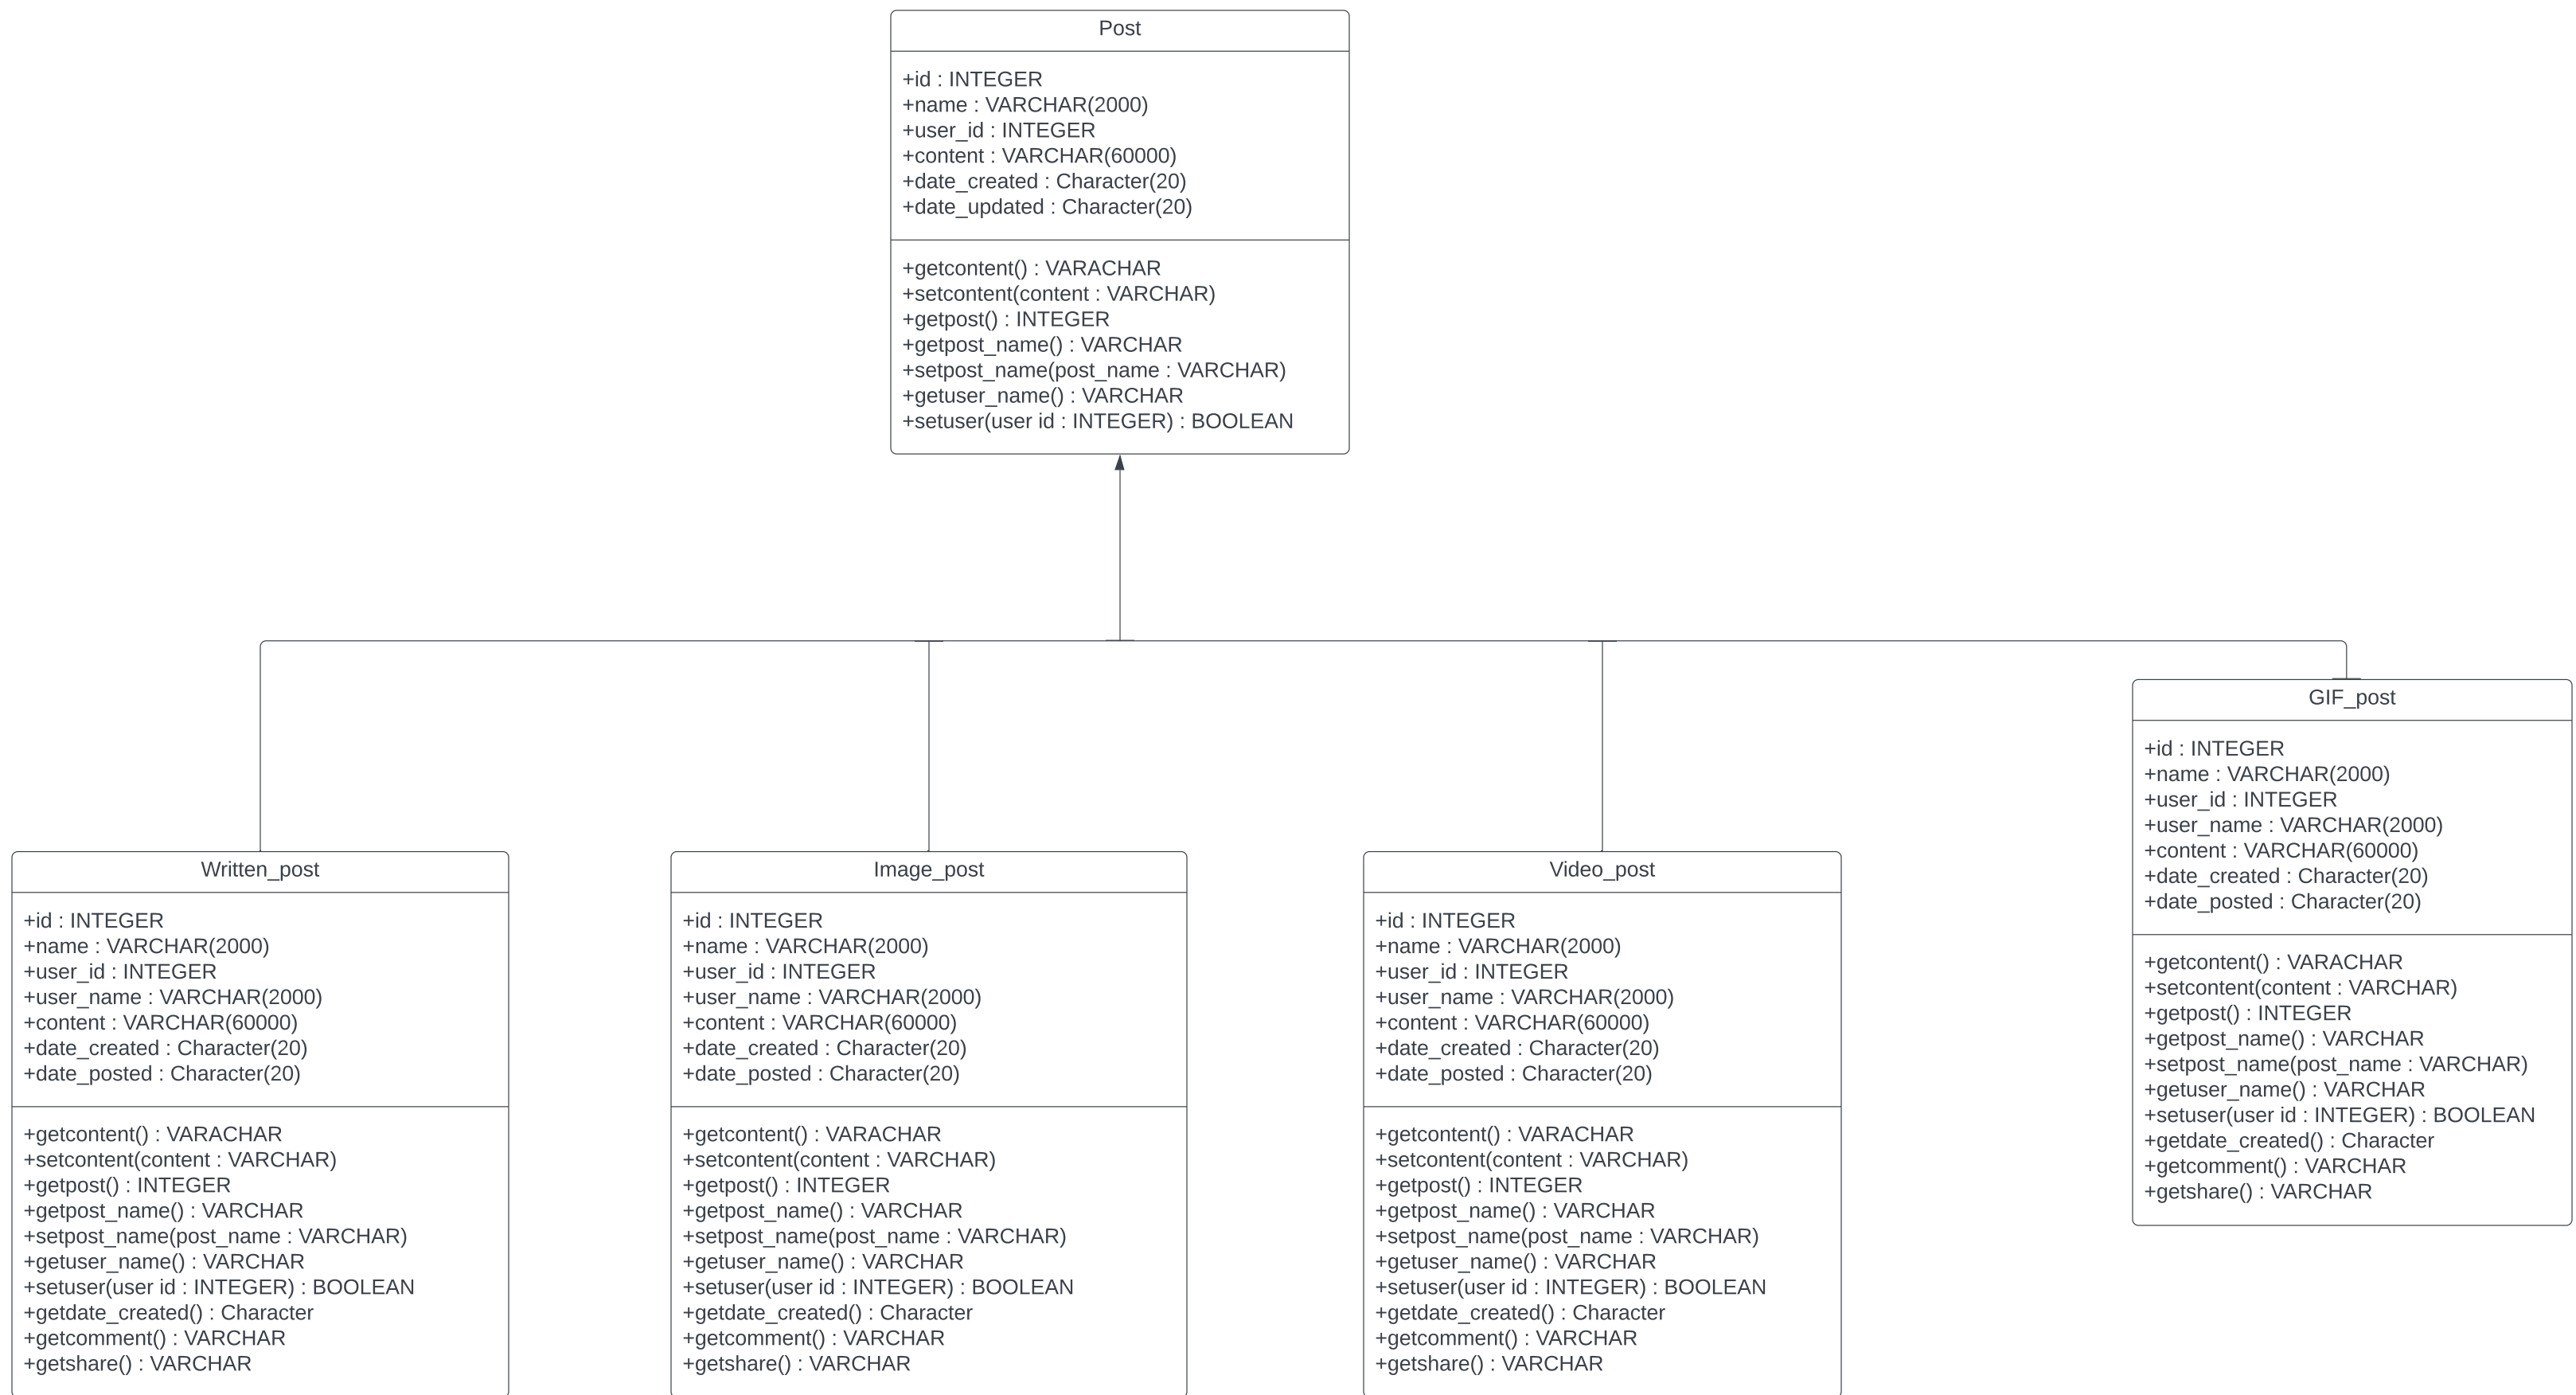 Post
+id : INTEGER
+name : VARCHAR(2000)
+user_id : INTEGER
+content : VARCHAR(60000)
+date_created : Character(20)
+date_updated : Character(20)
+getcontent() : VARACHAR
+setcontent(content : VARCHAR)
+getpost() : INTEGER
+getpost_name() : VARCHAR
+setpost_name(post_name : VARCHAR)
+getuser_name() : VARCHAR
+setuser(user id : INTEGER) : BOOLEAN
Written_post
+id : INTEGER
+name : VARCHAR(2000)
+user_id : INTEGER
+user_name : VARCHAR(2000)
+content : VARCHAR(60000)
+date_created : Character(20)
+date_posted : Character(20)
+getcontent() : VARACHAR
+setcontent(content : VARCHAR)
+getpost() : INTEGER
+getpost_name() : VARCHAR
+setpost_name(post_name : VARCHAR)
+getuser_name() : VARCHAR
+setuser(user id : INTEGER) : BOOLEAN
+getdate_created() : Character
+getcomment() : VARCHAR
+getshare() : VARCHAR
Image_post
+id : INTEGER
+name : VARCHAR(2000)
+user_id : INTEGER
+user_name : VARCHAR(2000)
+content : VARCHAR(60000)
+date_created : Character(20)
+date_posted : Character(20)
+getcontent() : VARACHAR
+setcontent(content : VARCHAR)
+getpost() : INTEGER
+getpost_name() : VARCHAR
+setpost_name(post_name : VARCHAR)
+getuser_name() : VARCHAR
+setuser(user id : INTEGER) : BOOLEAN
+getdate_created() : Character
+getcomment() : VARCHAR
+getshare() : VARCHAR
Video_post
+id : INTEGER
+name : VARCHAR(2000)
+user_id : INTEGER
+user_name : VARCHAR(2000)
+content : VARCHAR(60000)
+date_created : Character(20)
+date_posted : Character(20)
+getcontent() : VARACHAR
+setcontent(content : VARCHAR)
+getpost() : INTEGER
+getpost_name() : VARCHAR
+setpost_name(post_name : VARCHAR)
+getuser_name() : VARCHAR
+setuser(user id : INTEGER) : BOOLEAN
+getdate_created() : Character
+getcomment() : VARCHAR
+getshare() : VARCHAR
GIF_post
+id : INTEGER
+name : VARCHAR(2000)
+user_id : INTEGER
+user_name : VARCHAR(2000)
+content : VARCHAR(60000)
+date_created : Character(20)
+date_posted : Character(20)
+getcontent() : VARACHAR
+setcontent(content : VARCHAR)
+getpost() : INTEGER
+getpost_name() : VARCHAR
+setpost_name(post_name : VARCHAR)
+getuser_name() : VARCHAR
+setuser(user id : INTEGER) : BOOLEAN
+getdate_created() : Character
+getcomment() : VARCHAR
+getshare() : VARCHAR